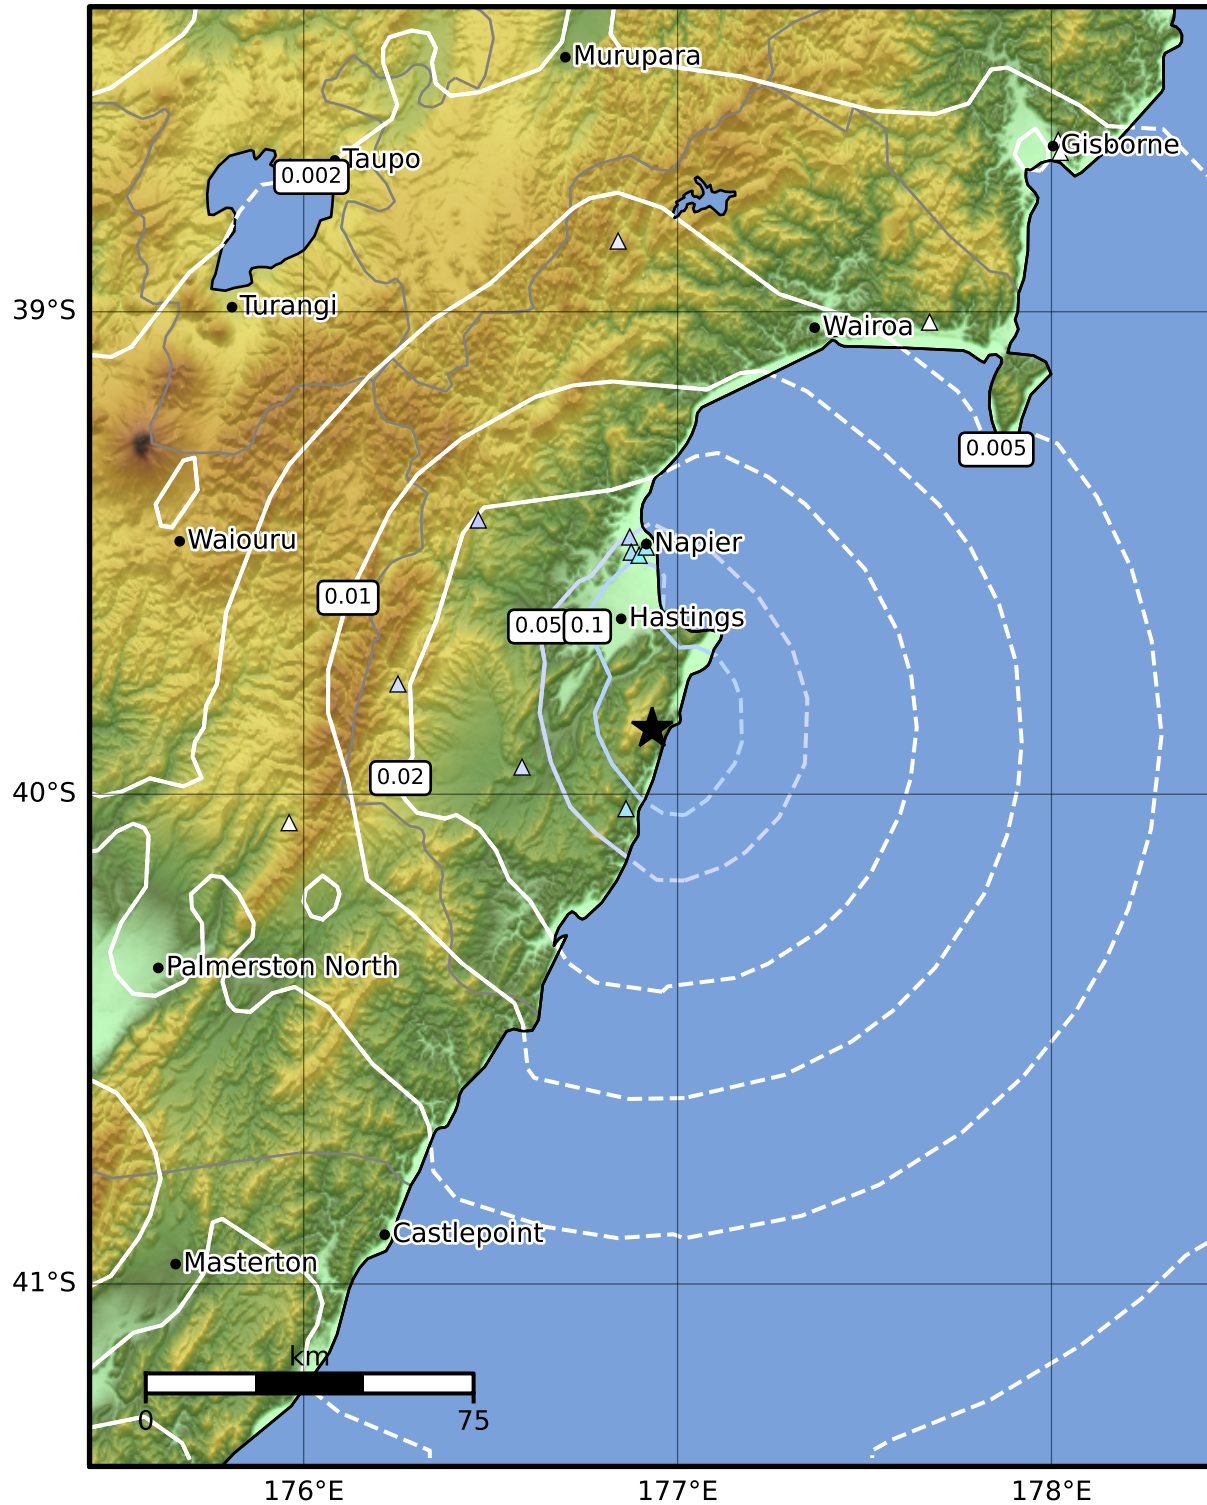 Murupara
Gisborne
Taupo
0.002
Turangi
39°S
Wairoa
0.005
Waiouru
Napier
0.01
0.05
0.1
Hastings
0.02
40°S
Palmerston North
Castlepoint
Masterton
41°S
km
0
75
176°E
177°E
178°E